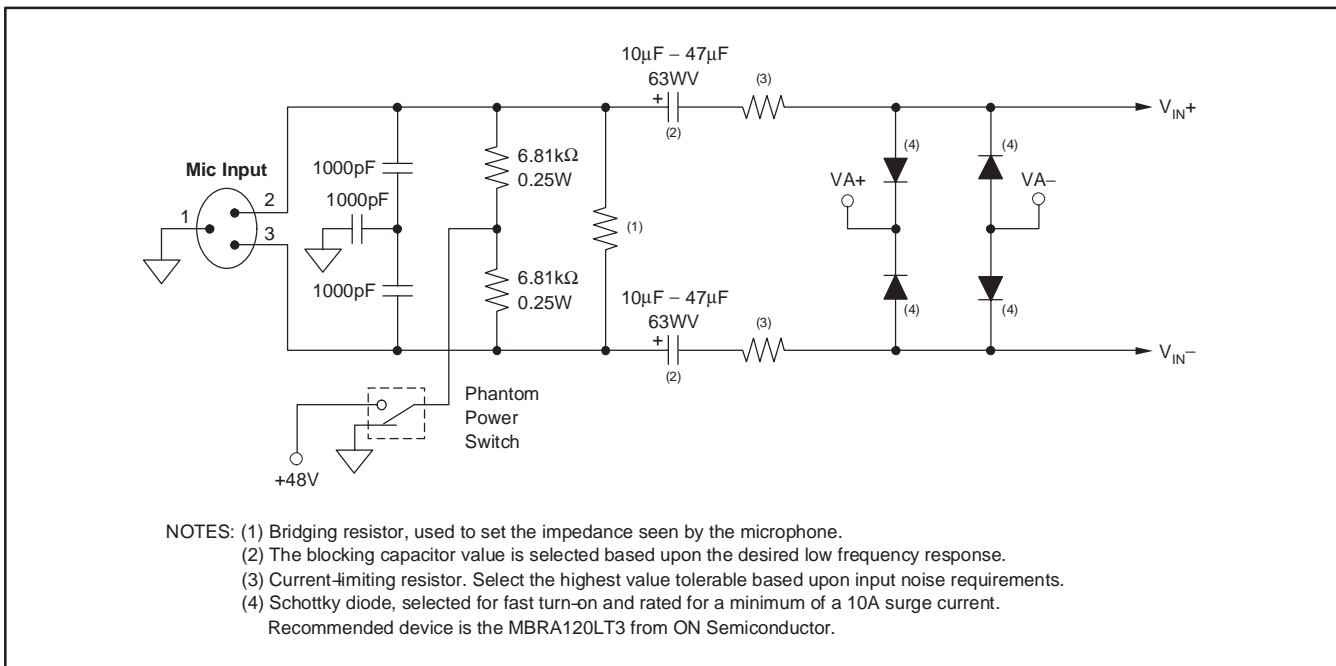 10μF – 47μF
63WV
+
(2)
(3)
VIN+
Mic Input
1
2
3
1000pF
1000pF
1000pF
6.81kΩ
0.25W
6.81kΩ
0.25W
(1)
(4)
(4)
VA+
VA–
(4)
(4)
10μF – 47μF
63WV
+
(2)
(3)
VIN–
Phantom
Power
Switch
+48V
NOTES: (1) Bridging resistor, used to set the impedance seen by the microphone.
(2) The blocking capacitor value is selected based upon the desired low frequency response.
(3) Current-limiting resistor. Select the highest value tolerable based upon input noise requirements.
(4) Schottky diode, selected for fast turn-on and rated for a minimum of a 10A surge current.
Recommended device is the MBRA120LT3 from ON Semiconductor.